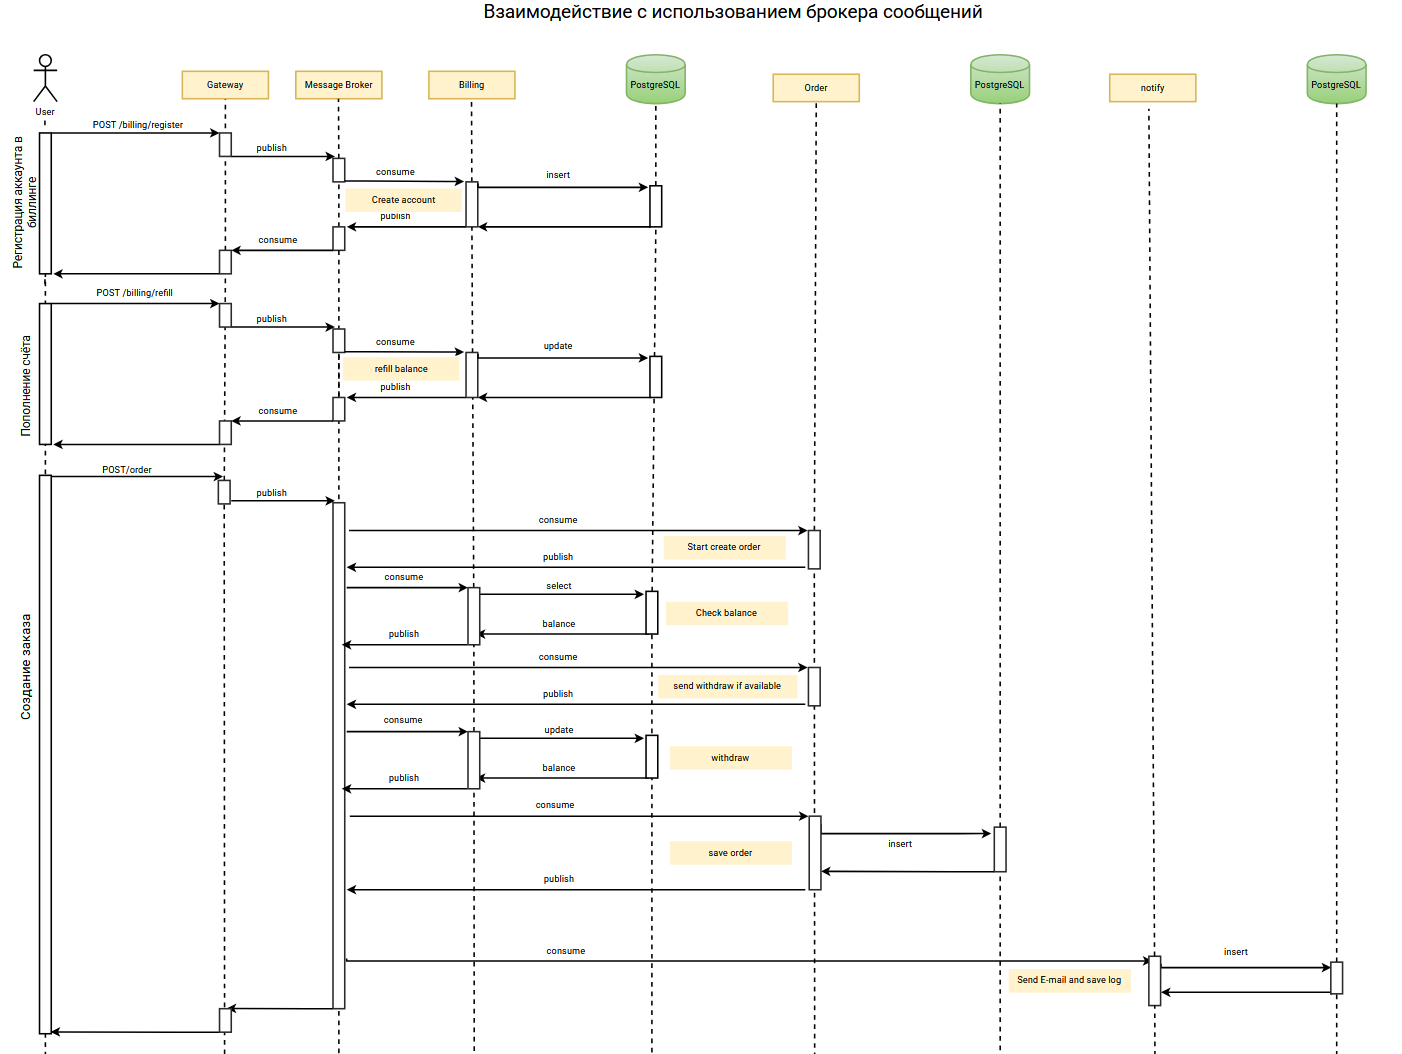 Взаимодействие с использованием брокера сообщений
User
Gateway
Message Broker
Billing
PostgreSQL
Order
PostgreSQL
notify
PostgreSQL
Регистрация аккаунта в
биллинге
POST /billing/register
publish
consume
insert
Create account
publish
consume
Пополнение счёта
POST /billing/refill
publish
consume
update
refill balance
publish
consume
Создание заказа
POST/order
publish
consume
Start create order
publish
consume
select
Check balance
balance
publish
consume
send withdraw if available
publish
consume
update
withdraw
balance
publish
consume
insert
save order
publish
consume
insert
Send E-mail and save log